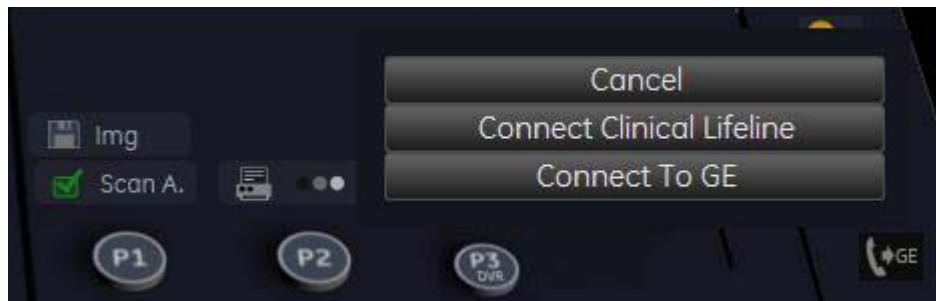 Cancel
Connect Clinical Lifeline
Connect To GE
Img
Scan A.
P1
P2
P3
DVR
GE